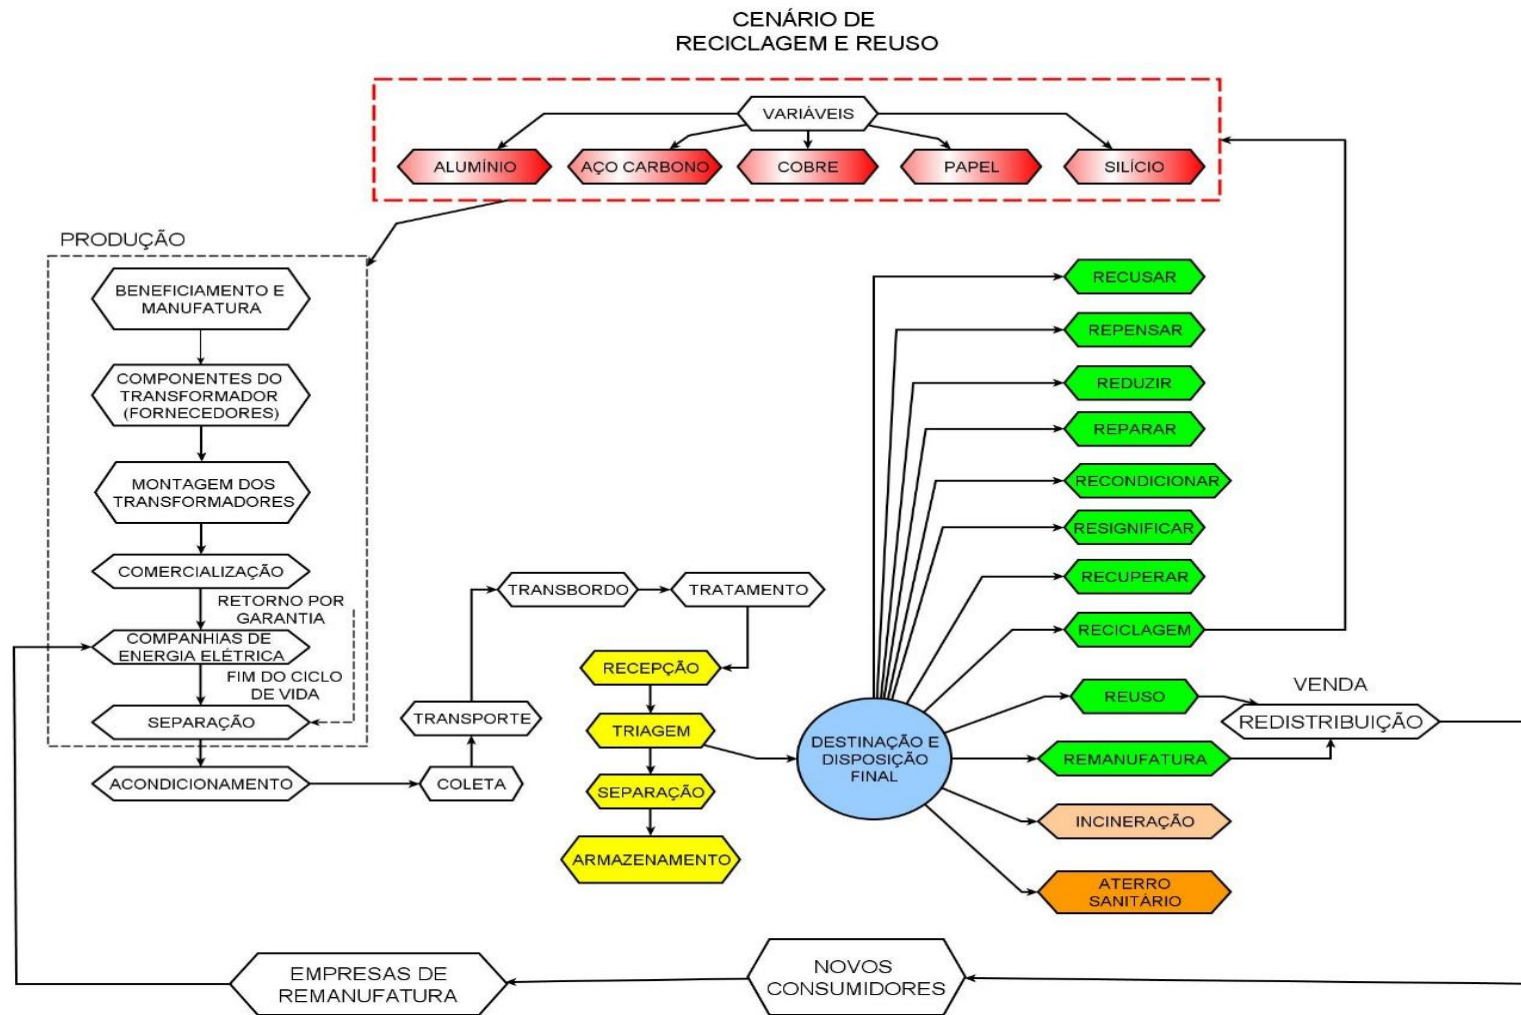 CENÁRIO DE
RECICLAGEM E REUSO
VARIÁVEIS
ALUMÍNIO
AÇO CARBONO
COBRE
PAPEL
SILÍCIO
PRODUÇÃO
BENEFICIAMENTO E
MANUFATURA
COMPONENTES DO
TRANSFORMADOR
(FORNECEDORES)
MONTAGEM DOS
TRANSFORMADORES
COMERCIALIZAÇÃO
RETORNO POR
GARANTIA
COMPANHIAS DE
ENERGIA ELÉTRICA
FIM DO CICLO
DE VIDA
SEPARAÇÃO
ACONDICIONAMENTO
COLETA
TRANSPORTE
TRANSBORDO
TRATAMENTO
RECEPÇÃO
TRIAGEM
SEPARAÇÃO
ARMAZENAMENTO
DESTINAÇÃO E
DISPOSIÇÃO
FINAL
RECUSAR
REPENSAR
REDUZIR
REPARAR
RECONDICIONAR
RESIGNIFICAR
RECUPERAR
RECICLAGEM
REUSO
REMANUFATURA
INCINERAÇÃO
ATERRO
SANITÁRIO
VENDA
REDISTRIBUIÇÃO
NOVOS
CONSUMIDORES
EMPRESAS DE
REMANUFATURA